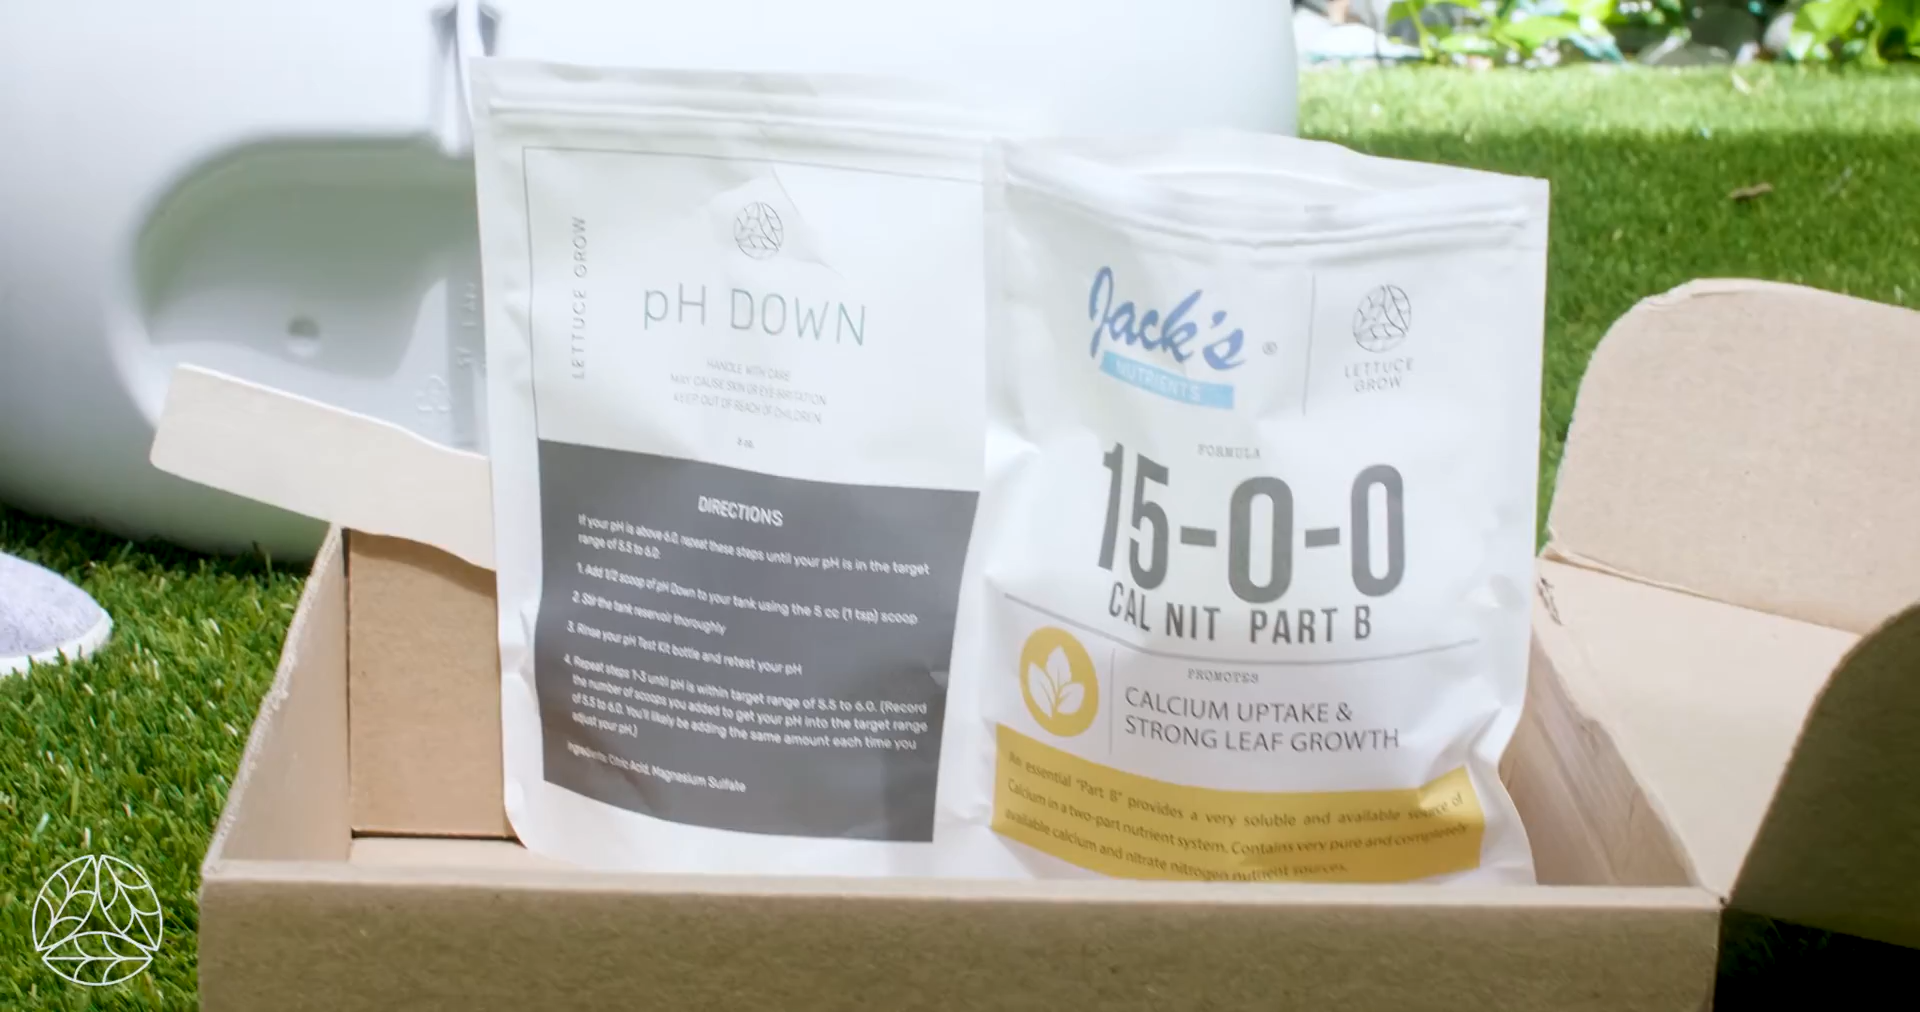 LETTUCE GROW
pH DOWN
HANDLE WITH CARE
MAY CAUSE SKIN OR EYE IRRITATION
KEEP OUT OF REACH OF CHILDREN
DIRECTIONS
If your pH is above 6.0, repeat these steps until your pH is in the target
range of 5.5 to 6.0:
1. Add 1/2 scoop of pH Down to your tank using the 5 cc (1 tsp) scoop
2. Stir the tank reservoir thoroughly
3. Rinse your pH Test Kit bottle and retest your pH
4. Repeat steps 1-3 until pH is within target range of 5.5 to 6.0. (Record
the number of scoops you added to get your pH into the target range
of 5.5 to 6.0. You'll likely be adding the same amount each time you
adjust your pH.)
Ingredients: Citric Acid, Magnesium Sulfate
Jack's ®
NUTRIENTS
LETTUCE
GROW
FORMULA
15-0-0
CAL NIT PART B
PROMOTES
CALCIUM UPTAKE &
STRONG LEAF GROWTH
An essential "Part B" provides a very soluble and available source of
Calcium in a two-part nutrient system. Contains very pure and completely
available calcium and nitrate nitrogen nutrient sources.